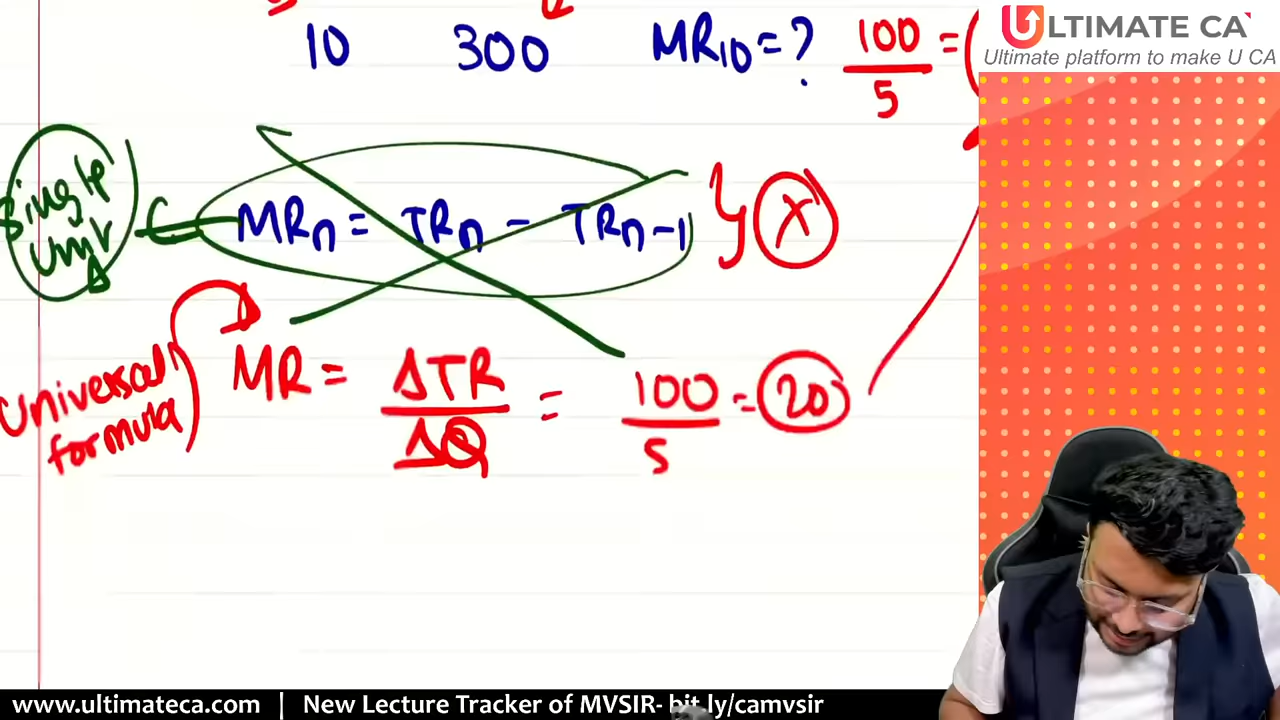 ULTIMATE CA
Ultimate platform to make U CA
10 300 MR10 = ? 100/5 =
Single unit
MRn = TRn - TRn-1 } X
Universal formula
MR = ΔTR/ΔQ = 100/5 = 20
www.ultimateca.com | New Lecture Tracker of MVSIR- bit.ly/camvsir